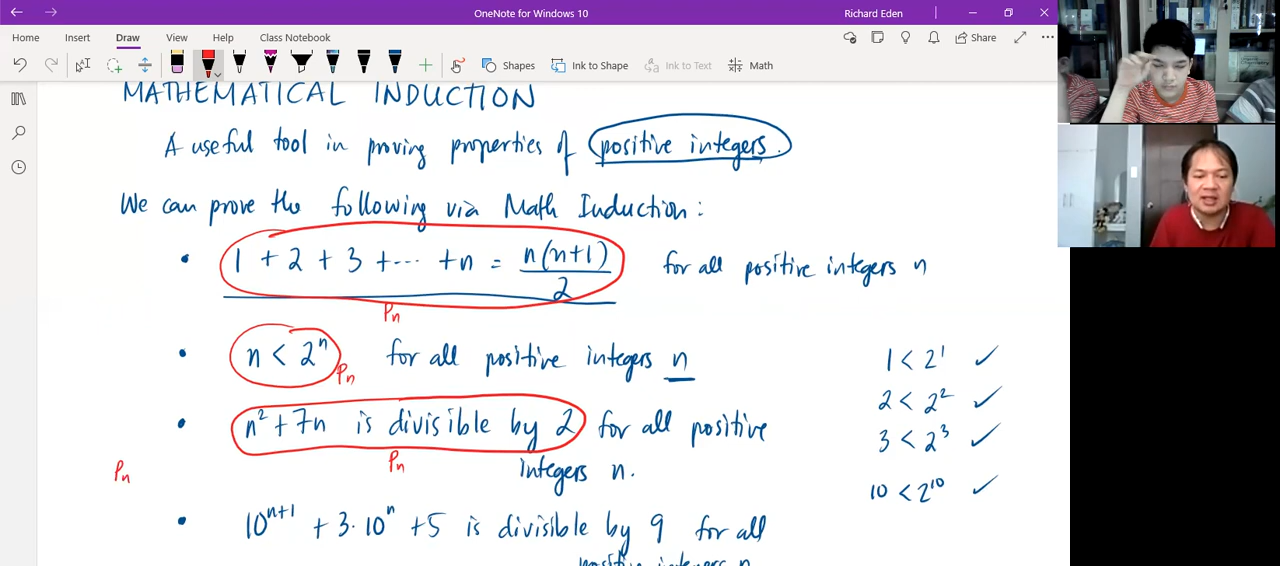 OneNote for Windows 10
Richard Eden
Home Insert Draw View Help Class Notebook
Share
Shapes Ink to Shape Ink to Text Math
MATHEMATICAL INDUCTION
A useful tool in proving properties of positive integers.
We can prove the following via Math Induction:
• 1 + 2 + 3 + ... + n = n(n+1)/2 for all positive integers n
Pn
• n < 2^n for all positive integers n
Pn
1 < 2^1 ✓
2 < 2^2 ✓
3 < 2^3 ✓
10 < 2^10 ✓
• n^2 + 7n is divisible by 2 for all positive
integers n.
Pn
Pn
• 10^(n+1) + 3·10^n + 5 is divisible by 9 for all
positive integers n